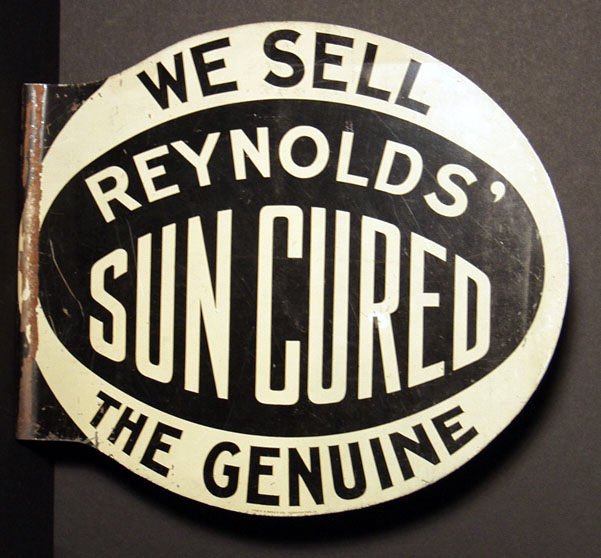 WE SELL
REYNOLDS'
SUN CURED
THE GENUINE